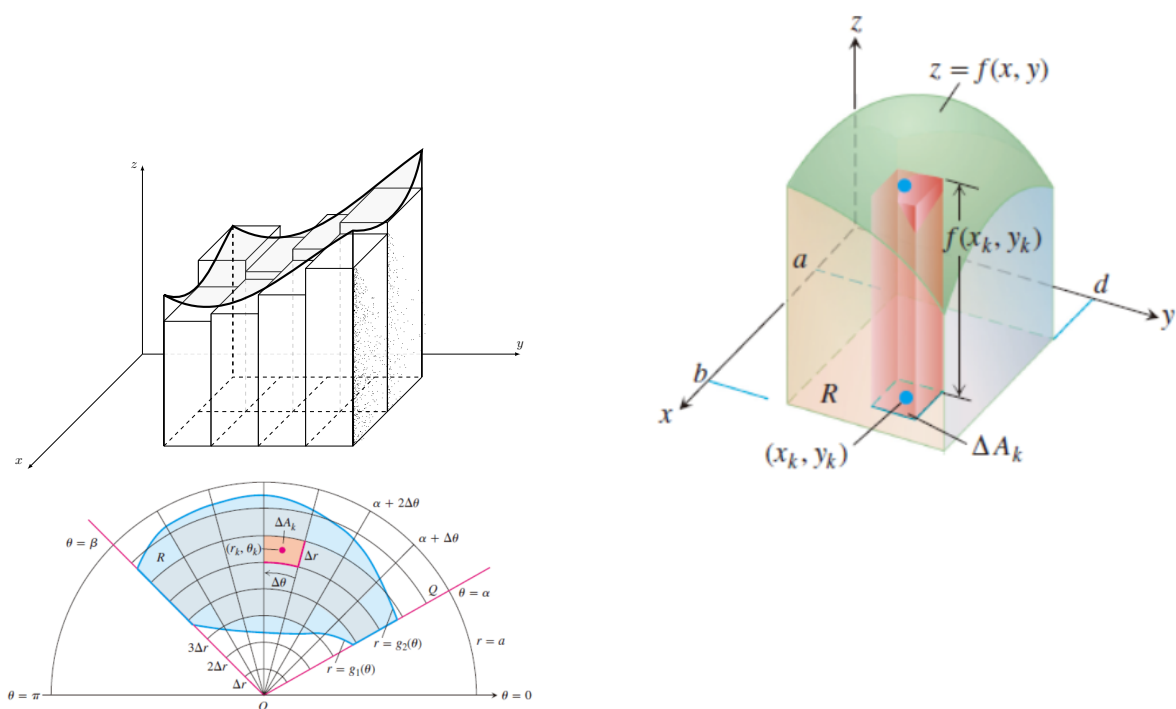 z
y
x
z
z = f(x, y)
f(xₖ, yₖ)
a
d
y
b
R
x
(xₖ, yₖ)
ΔAₖ
α + 2Δθ
ΔAₖ
α + Δθ
θ = β
R
(rₖ, θₖ)
Δr
Δθ
Q
θ = α
3Δr
r = g₂(θ)
r = a
2Δr
r = g₁(θ)
Δr
θ = π
θ = 0
O